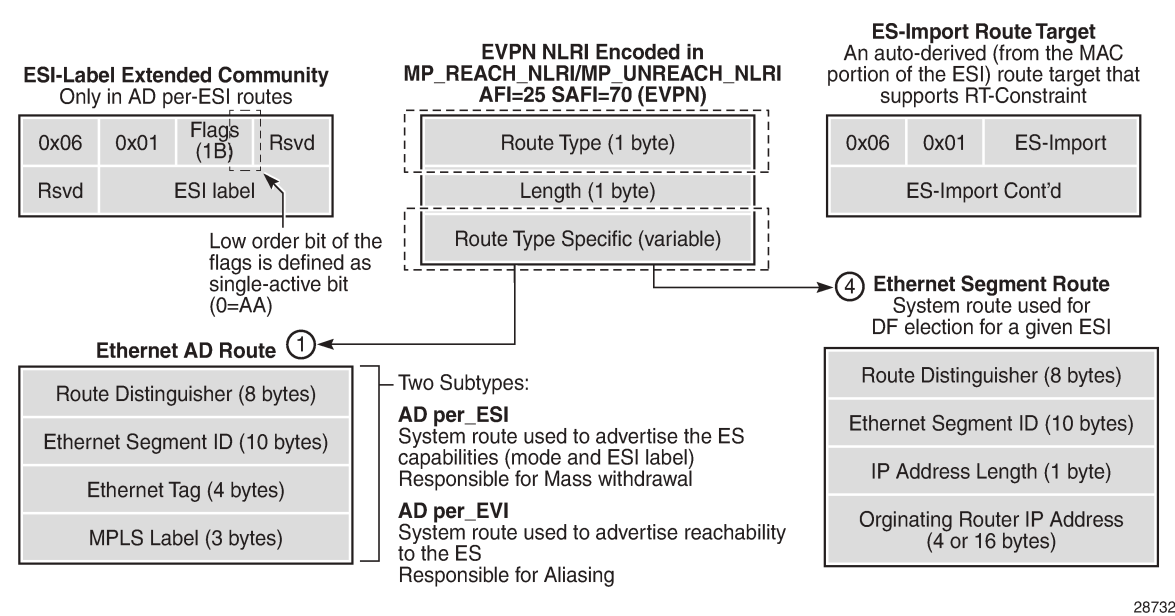 ESI-Label Extended Community
Only in AD per-ESI routes
0x06
0x01
Flags
(1B)
Rsvd
Rsvd
ESI label
Low order bit of the
flags is defined as
single-active bit
(0=AA)
EVPN NLRI Encoded in
MP_REACH_NLRI/MP_UNREACH_NLRI
AFI=25 SAFI=70 (EVPN)
Route Type (1 byte)
Length (1 byte)
Route Type Specific (variable)
ES-Import Route Target
An auto-derived (from the MAC
portion of the ESI) route target that
supports RT-Constraint
0x06
0x01
ES-Import
ES-Import Cont'd
Ethernet AD Route
1
Route Distinguisher (8 bytes)
Ethernet Segment ID (10 bytes)
Ethernet Tag (4 bytes)
MPLS Label (3 bytes)
Two Subtypes:
AD per_ESI
System route used to advertise the ES
capabilities (mode and ESI label)
Responsible for Mass withdrawal
AD per_EVI
System route used to advertise reachability
to the ES
Responsible for Aliasing
4
Ethernet Segment Route
System route used for
DF election for a given ESI
Route Distinguisher (8 bytes)
Ethernet Segment ID (10 bytes)
IP Address Length (1 byte)
Orginating Router IP Address
(4 or 16 bytes)
28732